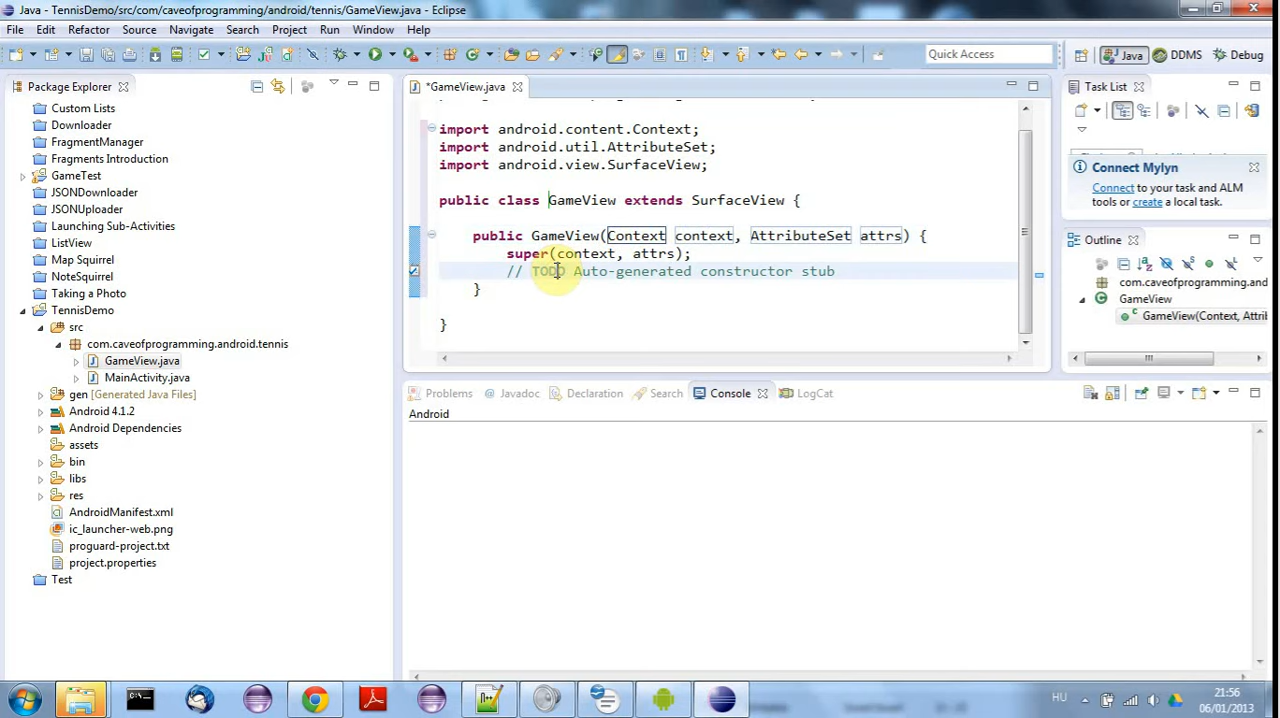 Java - TennisDemo/src/com/caveofprogramming/android/tennis/GameView.java - Eclipse
File Edit Refactor Source Navigate Search Project Run Window Help
Quick Access
Java
DDMS
Debug
Package Explorer
Custom Lists
Downloader
FragmentManager
Fragments Introduction
GameTest
JSONDownloader
JSONUploader
Launching Sub-Activities
ListView
Map Squirrel
NoteSquirrel
Taking a Photo
TennisDemo
src
com.caveofprogramming.android.tennis
GameView.java
MainActivity.java
gen [Generated Java Files]
Android 4.1.2
Android Dependencies
assets
bin
libs
res
AndroidManifest.xml
ic_launcher-web.png
proguard-project.txt
project.properties
Test
*GameView.java
import android.content.Context;
import android.util.AttributeSet;
import android.view.SurfaceView;
public class GameView extends SurfaceView {
public GameView(Context context, AttributeSet attrs) {
super(context, attrs);
// TODO Auto-generated constructor stub
}
}
Task List
Connect Mylyn
Connect to your task and ALM
tools or create a local task.
Outline
com.caveofprogramming.and
GameView
GameView(Context, Attrib
Problems
Javadoc
Declaration
Search
Console
LogCat
Android
HU
21:56
06/01/2013